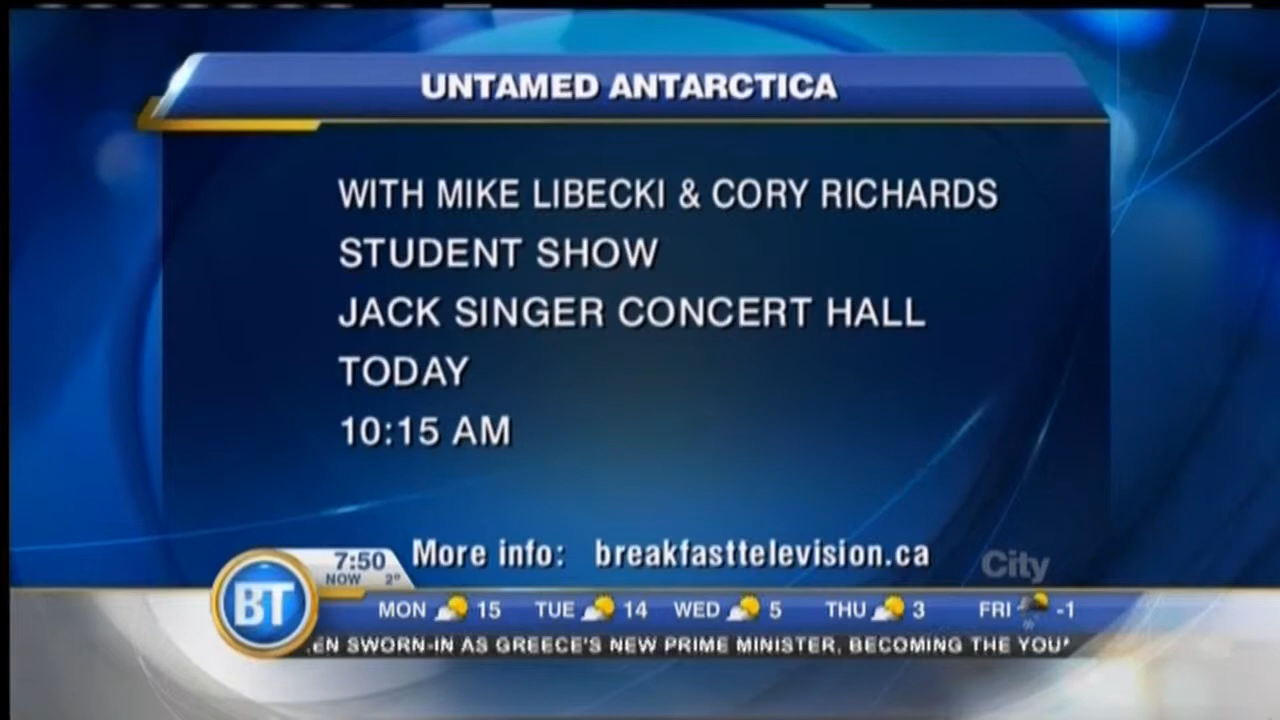 UNTAMED ANTARCTICA
WITH MIKE LIBECKI & CORY RICHARDS
STUDENT SHOW
JACK SINGER CONCERT HALL
TODAY
10:15 AM
More info: breakfasttelevision.ca
City
7:50
NOW 2°
BT
MON 15 TUE 14 WED 5 THU 3 FRI -1
SWORN-IN AS GREECE'S NEW PRIME MINISTER, BECOMING THE